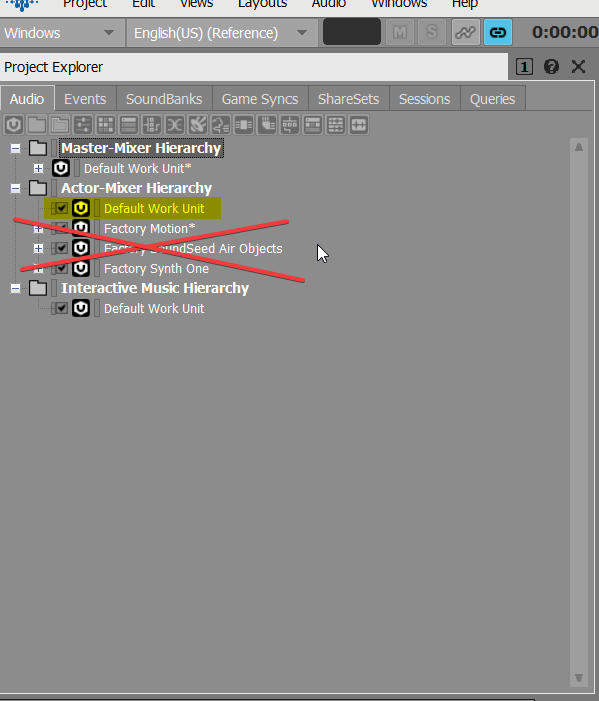 Project Edit Views Layouts Audio Windows Help
Windows English(US) (Reference) M S 0:00:00
Project Explorer 1 ?
Audio Events SoundBanks Game Syncs ShareSets Sessions Queries
Master-Mixer Hierarchy
Default Work Unit*
Actor-Mixer Hierarchy
Default Work Unit
Factory Motion*
Factory SoundSeed Air Objects
Factory Synth One
Interactive Music Hierarchy
Default Work Unit